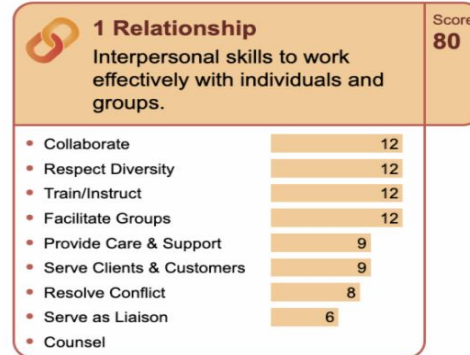 1 Relationship
Score
80
Interpersonal skills to work
effectively with individuals and
groups.
• Collaborate 12
• Respect Diversity 12
• Train/Instruct 12
• Facilitate Groups 12
• Provide Care & Support 9
• Serve Clients & Customers 9
• Resolve Conflict 8
• Serve as Liaison 6
• Counsel